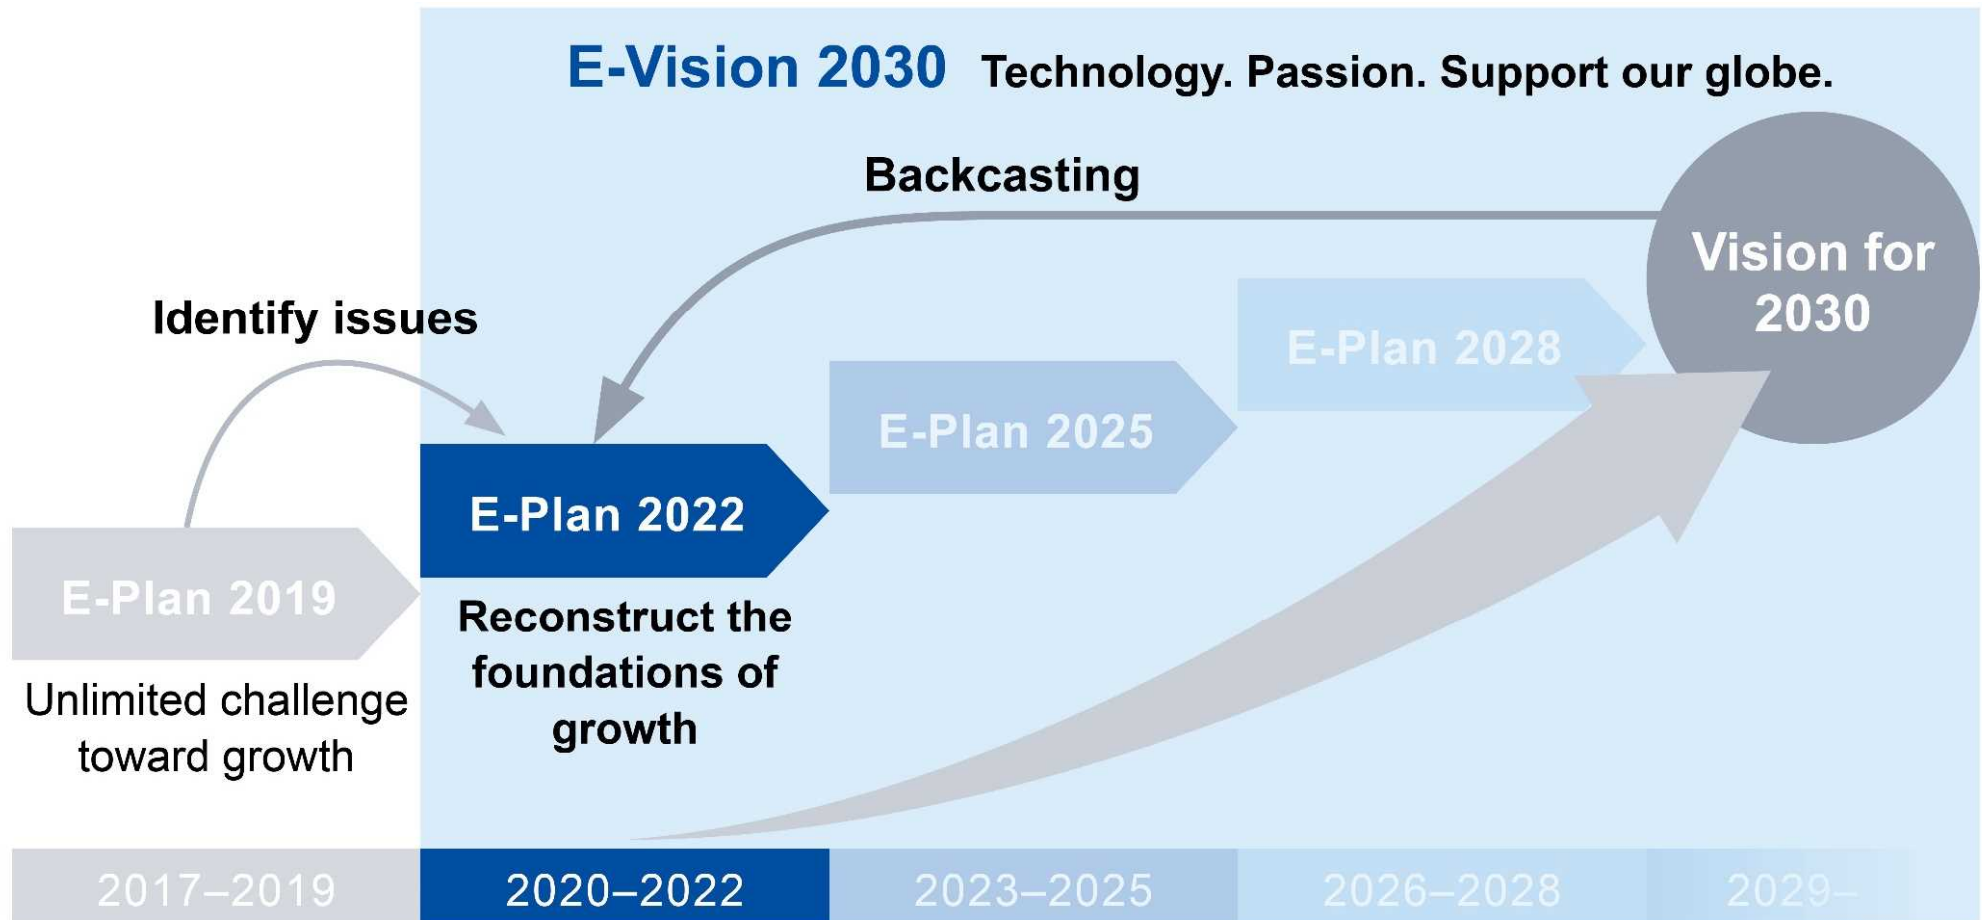 E-Vision 2030 Technology. Passion. Support our globe.
Backcasting
Vision for
2030
Identify issues
E-Plan 2028
E-Plan 2025
E-Plan 2022
E-Plan 2019
Reconstruct the
foundations of
growth
Unlimited challenge
toward growth
2017–2019
2020–2022
2023–2025
2026–2028
2029–